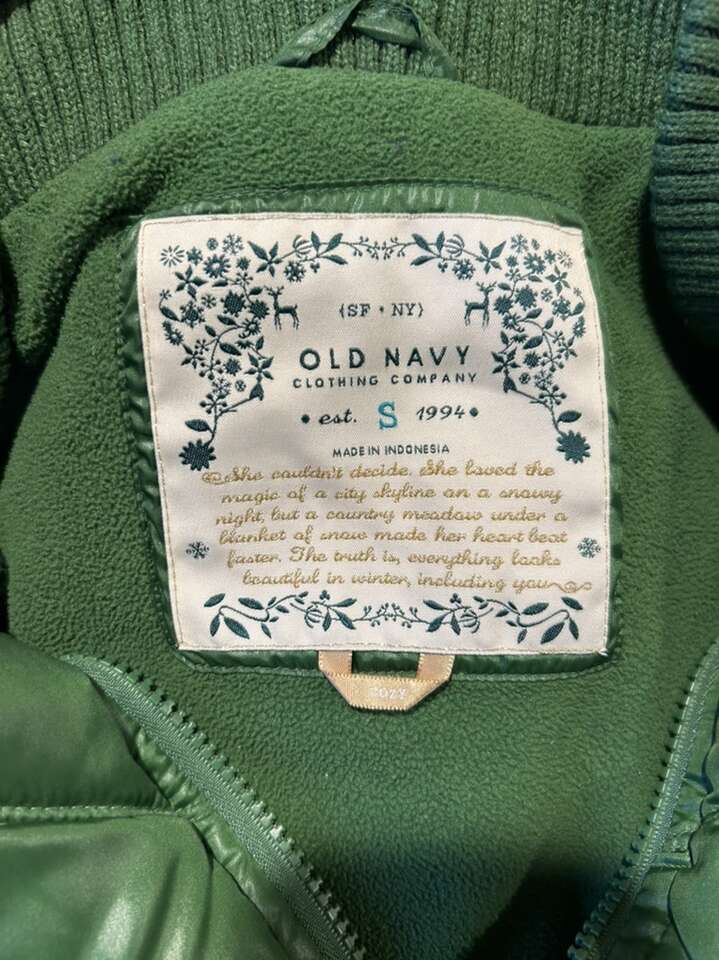 {SF • NY}
OLD NAVY
CLOTHING COMPANY
• est. S 1994 •
MADE IN INDONESIA
She couldn't decide. She loved the
magic of a city skyline on a snowy
night, but a country meadow under a
blanket of snow made her heart beat
faster. The truth is, everything looks
beautiful in winter, including you
COZY